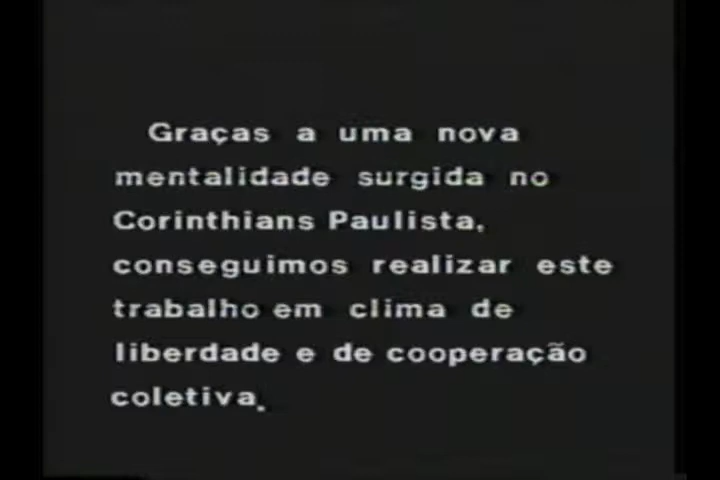 Graças a uma nova
mentalidade surgida no
Corinthians Paulista,
conseguimos realizar este
trabalho em clima de
liberdade e de cooperação
coletiva.